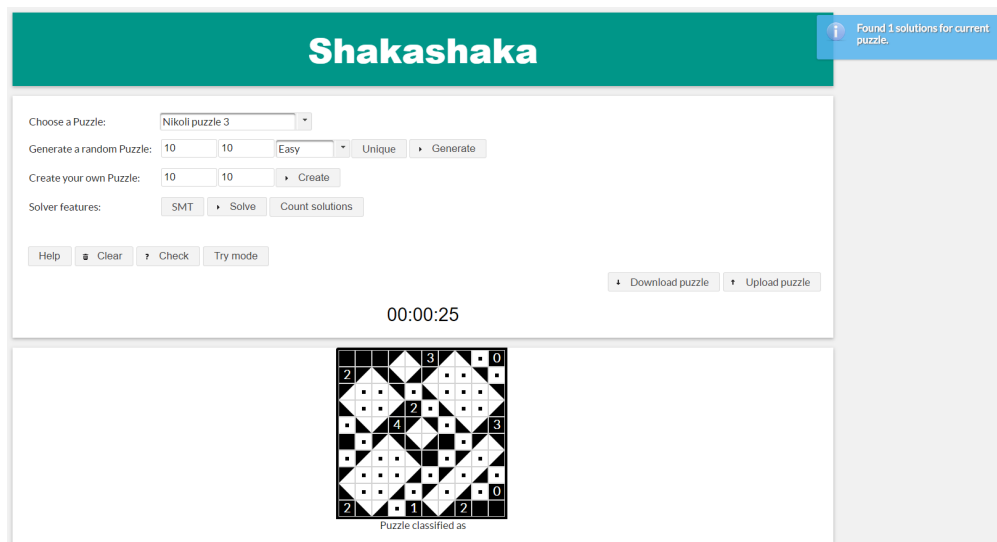 Shakashaka
Found 1 solutions for current
puzzle.
Choose a Puzzle: Nikoli puzzle 3
Generate a random Puzzle: 10 10 Easy Unique Generate
Create your own Puzzle: 10 10 Create
Solver features: SMT Solve Count solutions
Help Clear ? Check Try mode
Download puzzle Upload puzzle
00:00:25
3 0
2
2
4 3
0
2 1 2
Puzzle classified as